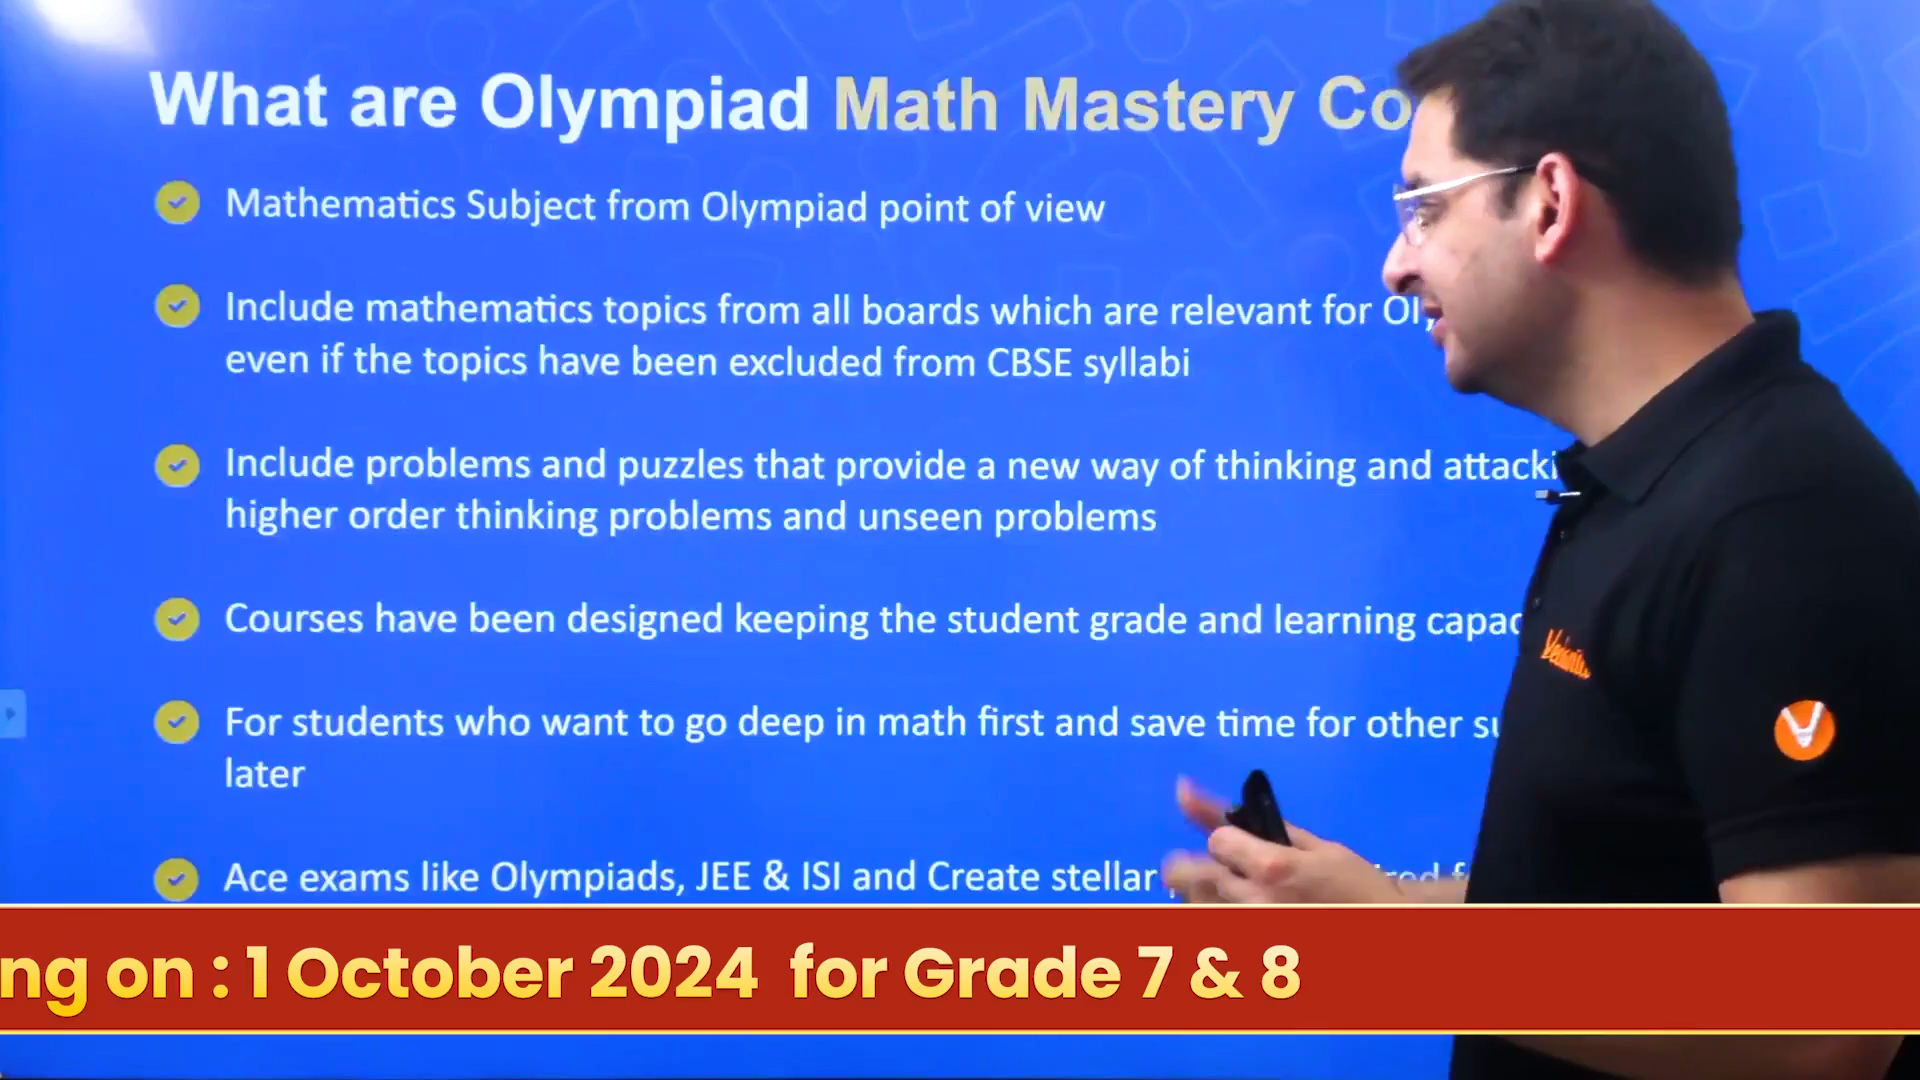 What are Olympiad Math Mastery Co
Mathematics Subject from Olympiad point of view
Include mathematics topics from all boards which are relevant for
even if the topics have been excluded from CBSE syllabi
Include problems and puzzles that provide a new way of thinking and attacki
higher order thinking problems and unseen problems
Courses have been designed keeping the student grade and learning capac
For students who want to go deep in math first and save time for other su
later
Ace exams like Olympiads, JEE & ISI and Create stellar
Vedantu
V
ng on : 1 October 2024 for Grade 7 & 8